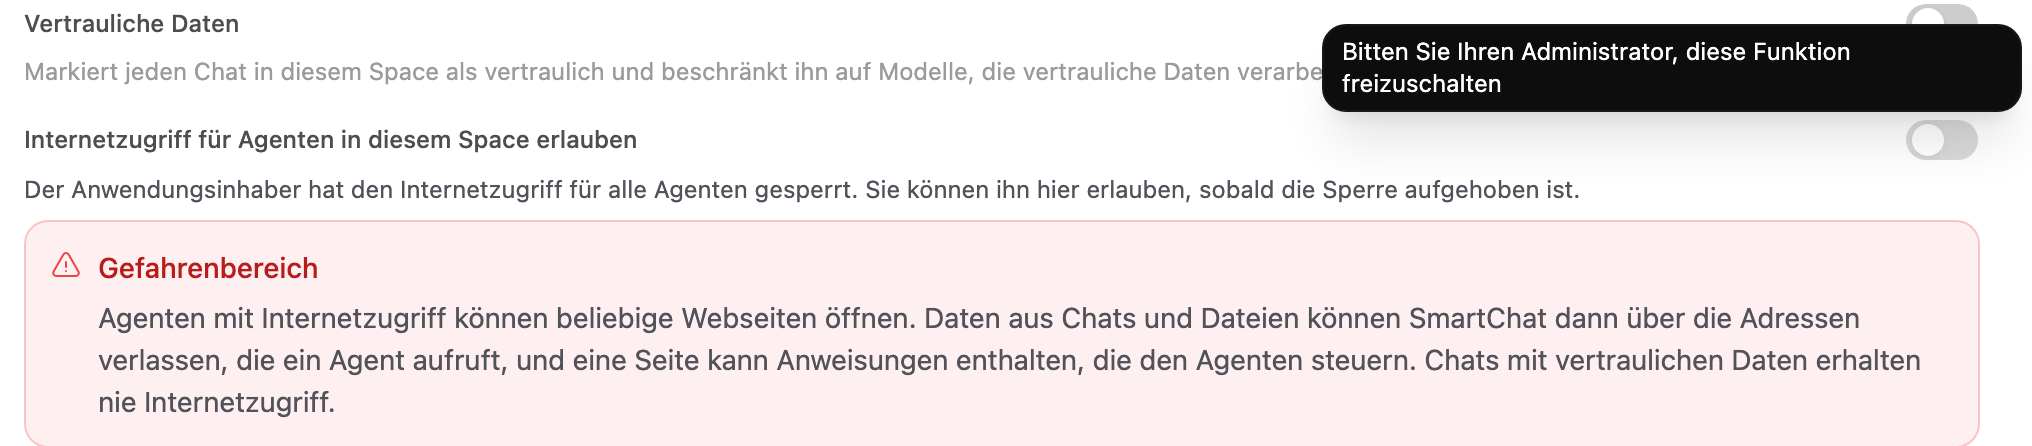 Vertrauliche Daten
Markiert jeden Chat in diesem Space als vertraulich und beschränkt ihn auf Modelle, die vertrauliche Daten
Bitten Sie Ihren Administrator, diese Funktion
freizuschalten
Internetzugriff für Agenten in diesem Space erlauben
Der Anwendungsinhaber hat den Internetzugriff für alle Agenten gesperrt. Sie können ihn hier erlauben, sobald die Sperre aufgehoben ist.
Gefahrenbereich
Agenten mit Internetzugriff können beliebige Webseiten öffnen. Daten aus Chats und Dateien können SmartChat dann über die Adressen
verlassen, die ein Agent aufruft, und eine Seite kann Anweisungen enthalten, die den Agenten steuern. Chats mit vertraulichen Daten erhalten
nie Internetzugriff.